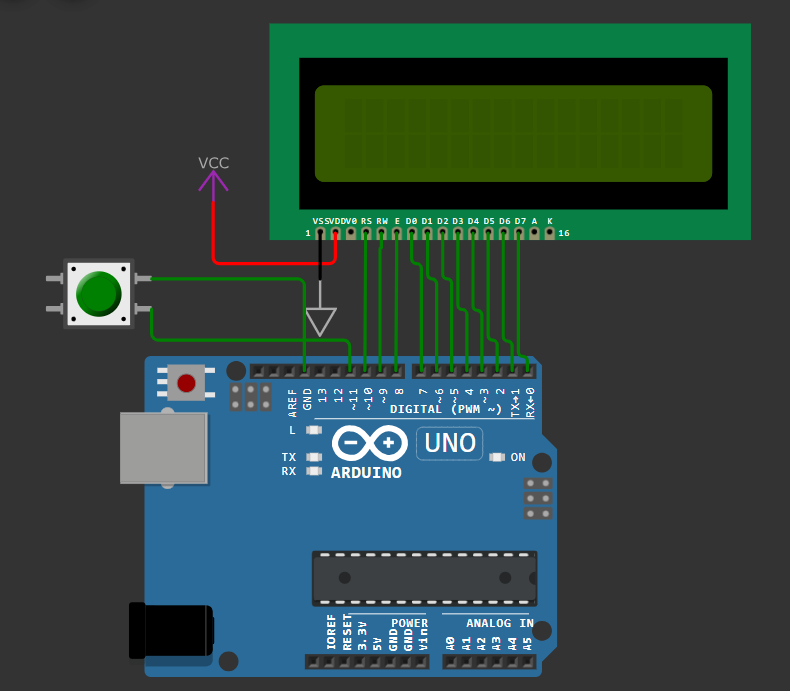 VCC
VSS VDD V0 RS RW E D0 D1 D2 D3 D4 D5 D6 D7 A K
1 16
AREF GND 13 12 ~11 ~10 ~9 8 7 ~6 ~5 4 ~3 2 TX→1 RX←0
DIGITAL (PWM ~)
L
UNO
TX ON
RX ARDUINO
POWER ANALOG IN
IOREF RESET 3.3V 5V GND GND Vin A0 A1 A2 A3 A4 A5